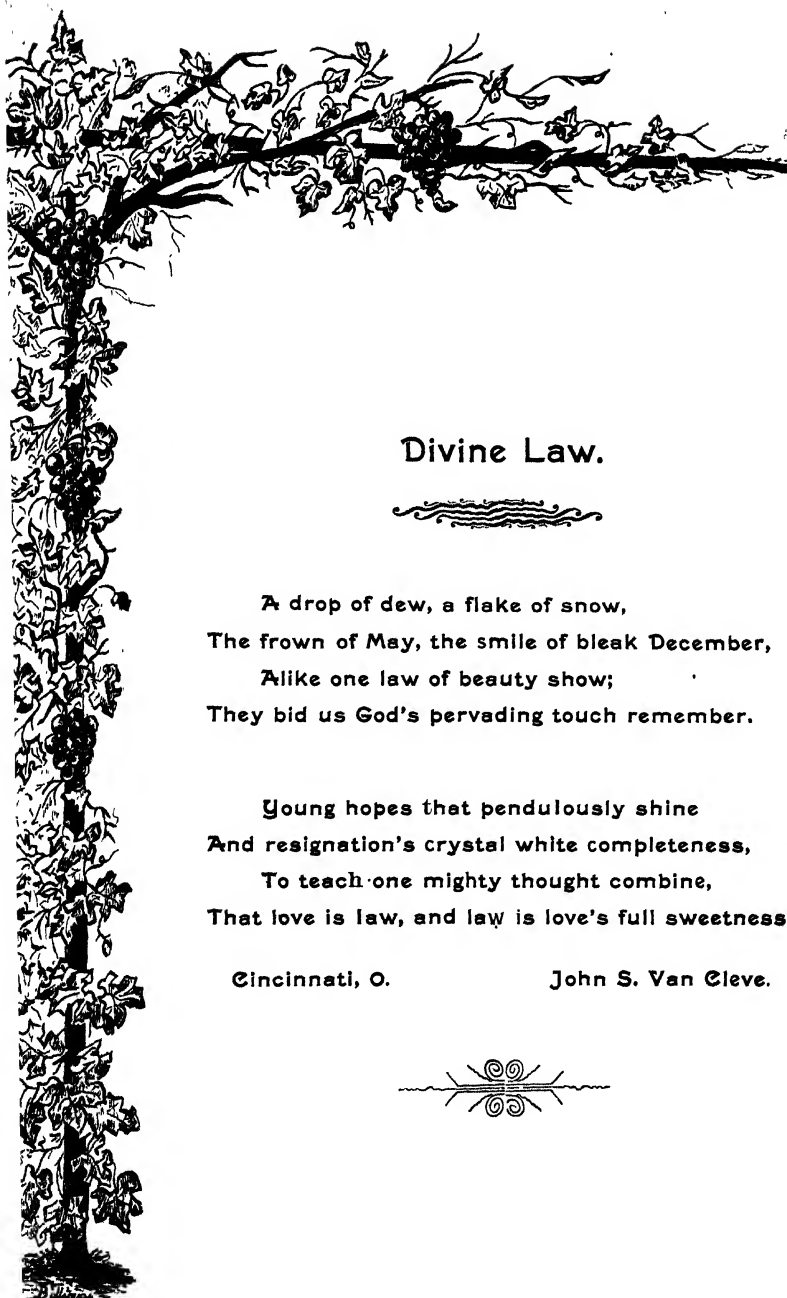 Divine Law.
A drop of dew, a flake of snow,
The frown of May, the smile of bleak December,
Alike one law of beauty show;
They bid us God's pervading touch remember.
Young hopes that pendulously shine
And resignation's crystal white completeness,
To teach one mighty thought combine,
That love is law, and law is love's full sweetness
Cincinnati, O. John S. Van Cleve.